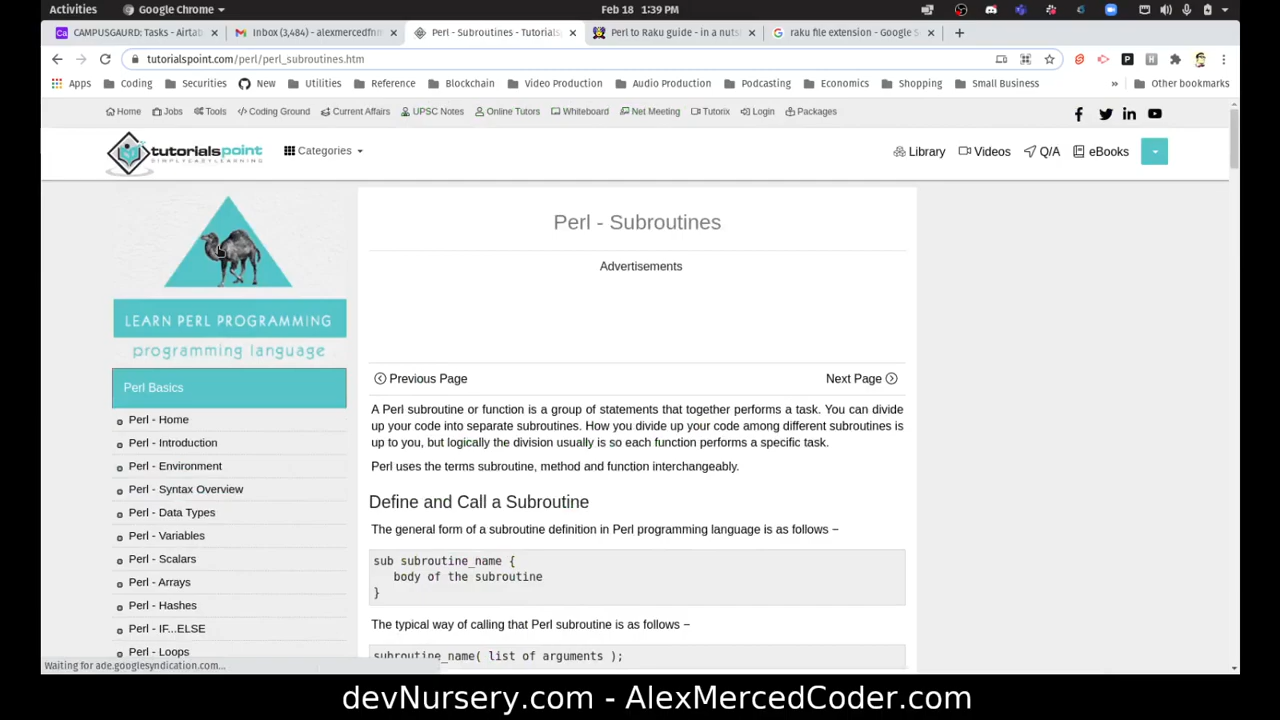 Activities
Google Chrome
Feb 18 1:39 PM
CAMPUSGAURD: Tasks - Airtab
Inbox (3,484) - alexmercedfnm
Perl - Subroutines - Tutorials
Perl to Raku guide - in a nuts
raku file extension - Google S
tutorialspoint.com/perl/perl_subroutines.htm
Apps
Coding
Securities
New
Utilities
Reference
Blockchain
Video Production
Audio Production
Podcasting
Economics
Shopping
Small Business
»
Other bookmarks
Home
Jobs
Tools
Coding Ground
Current Affairs
UPSC Notes
Online Tutors
Whiteboard
Net Meeting
Tutorix
Login
Packages
tutorialspoint
SIMPLYEASYLEARNING
Categories
Library
Videos
Q/A
eBooks
LEARN PERL PROGRAMMING
programming language
Perl Basics
Perl - Home
Perl - Introduction
Perl - Environment
Perl - Syntax Overview
Perl - Data Types
Perl - Variables
Perl - Scalars
Perl - Arrays
Perl - Hashes
Perl - IF...ELSE
Perl - Loops
Perl - Subroutines
Advertisements
Previous Page
Next Page
A Perl subroutine or function is a group of statements that together performs a task. You can divide
up your code into separate subroutines. How you divide up your code among different subroutines is
up to you, but logically the division usually is so each function performs a specific task.
Perl uses the terms subroutine, method and function interchangeably.
Define and Call a Subroutine
The general form of a subroutine definition in Perl programming language is as follows −
sub subroutine_name {
body of the subroutine
}
The typical way of calling that Perl subroutine is as follows −
subroutine_name( list of arguments );
Waiting for ade.googlesyndication.com...
devNursery.com - AlexMercedCoder.com